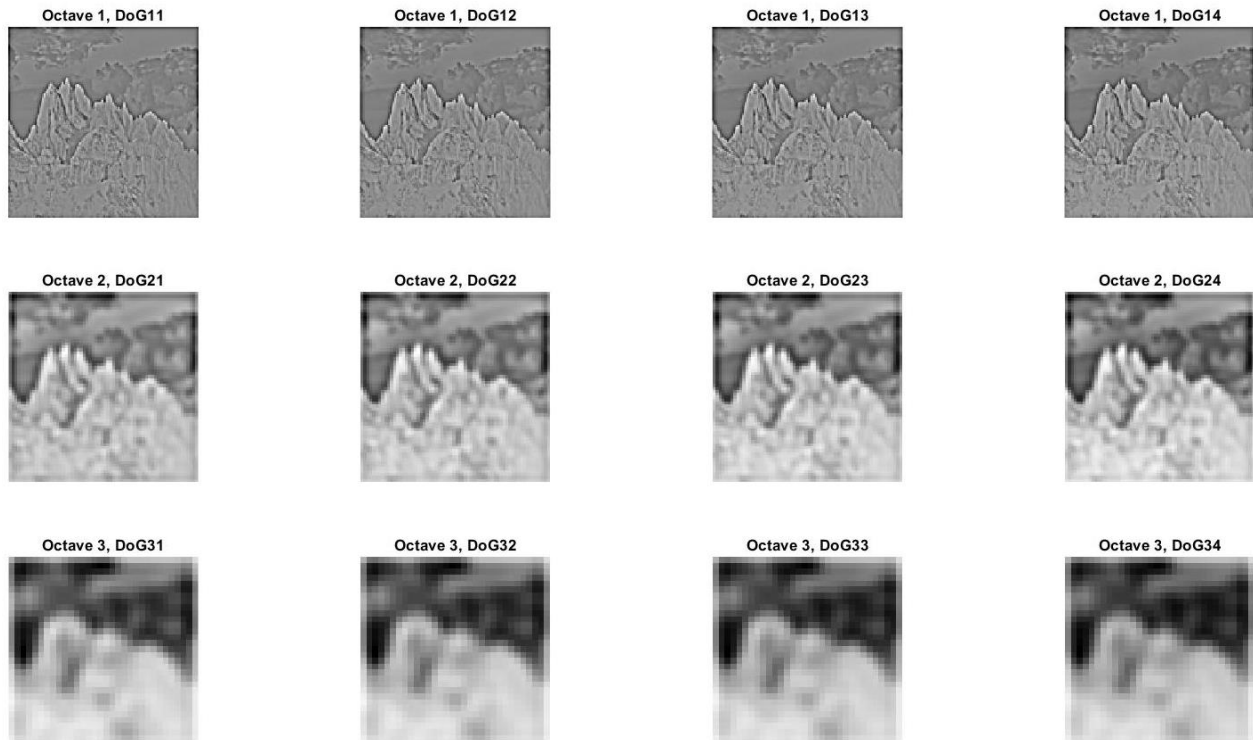 Octave 1, DoG11
Octave 1, DoG12
Octave 1, DoG13
Octave 1, DoG14
Octave 2, DoG21
Octave 2, DoG22
Octave 2, DoG23
Octave 2, DoG24
Octave 3, DoG31
Octave 3, DoG32
Octave 3, DoG33
Octave 3, DoG34